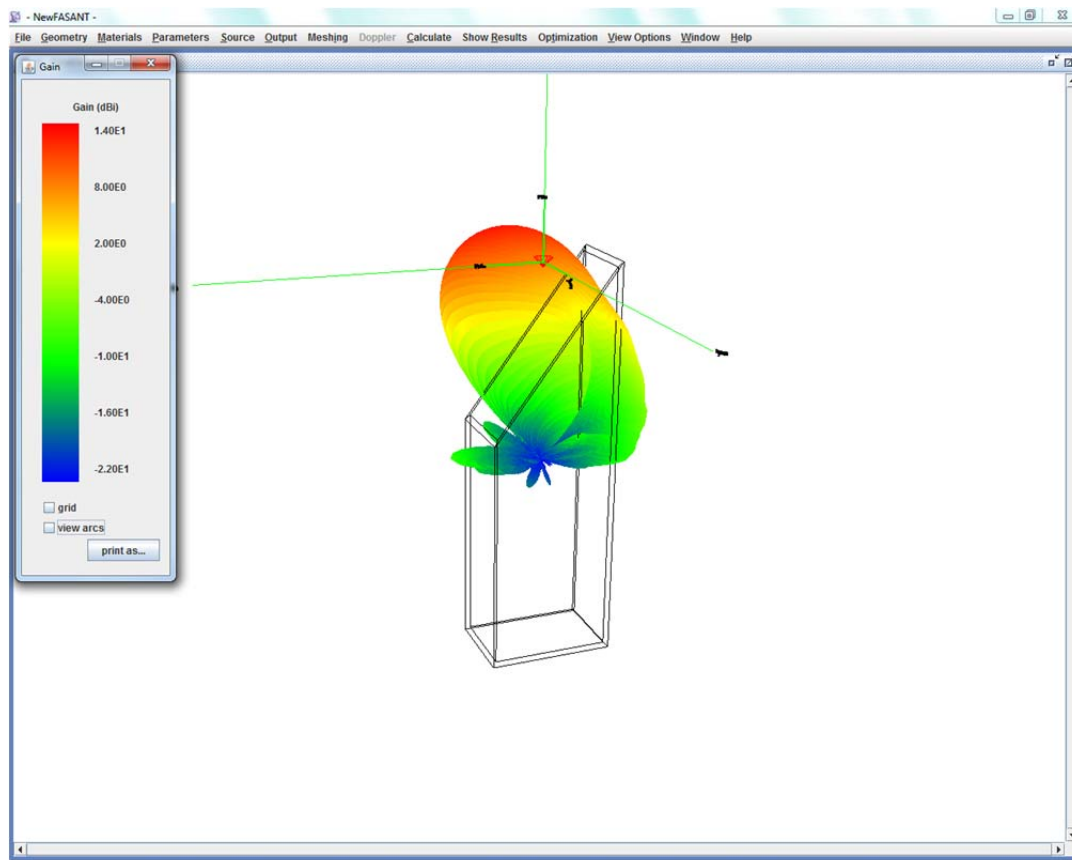 - NewFASANT -
File Geometry Materials Parameters Source Output Meshing Doppler Calculate Show Results Optimization View Options Window Help
Gain
Gain (dBi)
1.40E1
8.00E0
2.00E0
-4.00E0
-1.00E1
-1.60E1
-2.20E1
grid
view arcs
print as...